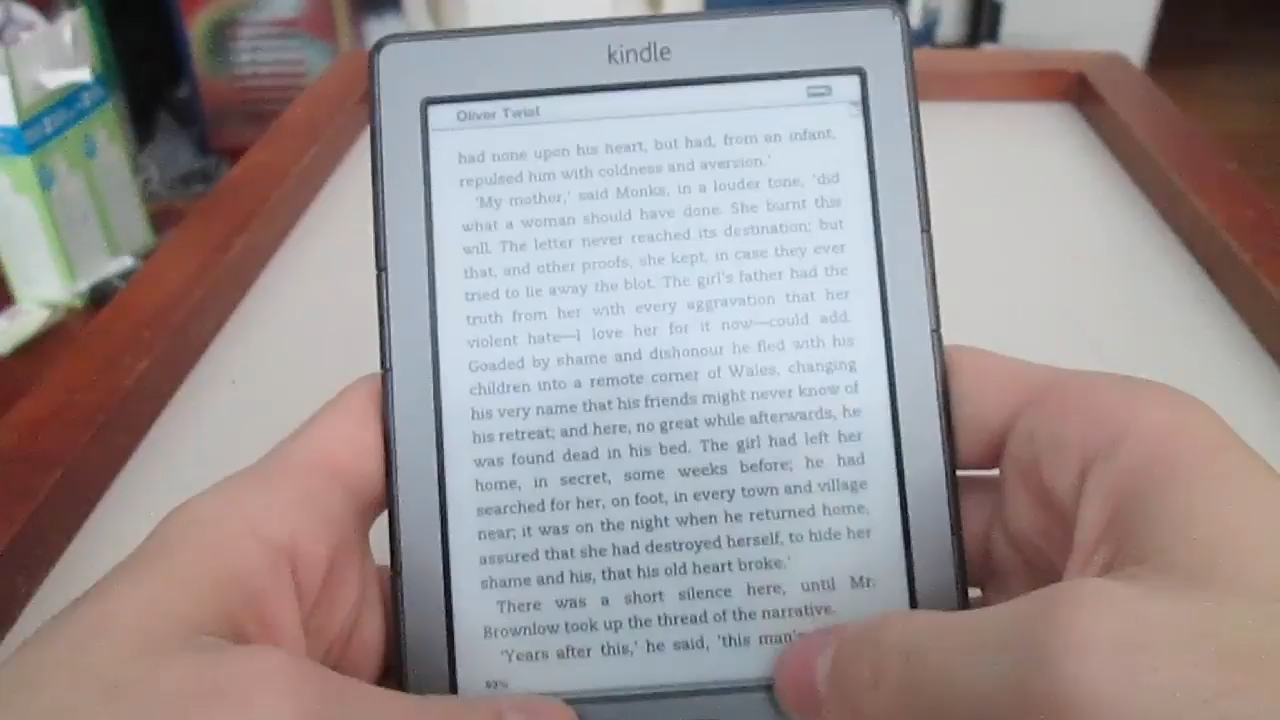 kindle
Oliver Twist
had none upon his heart, but had, from an infant,
repulsed him with coldness and aversion.'
'My mother,' said Monks, in a louder tone, 'did
what a woman should have done. She burnt this
will. The letter never reached its destination; but
that, and other proofs, she kept, in case they ever
tried to lie away the blot. The girl's father had the
truth from her with every aggravation that her
violent hate—I love her for it now—could add.
Goaded by shame and dishonour he fled with his
children into a remote corner of Wales, changing
his very name that his friends might never know of
his retreat; and here, no great while afterwards, he
was found dead in his bed. The girl had left her
home, in secret, some weeks before; he had
searched for her, on foot, in every town and village
near; it was on the night when he returned home,
assured that she had destroyed herself, to hide her
shame and his, that his old heart broke.'
There was a short silence here, until Mr.
Brownlow took up the thread of the narrative.
'Years after this,' he said, 'this man's
93%